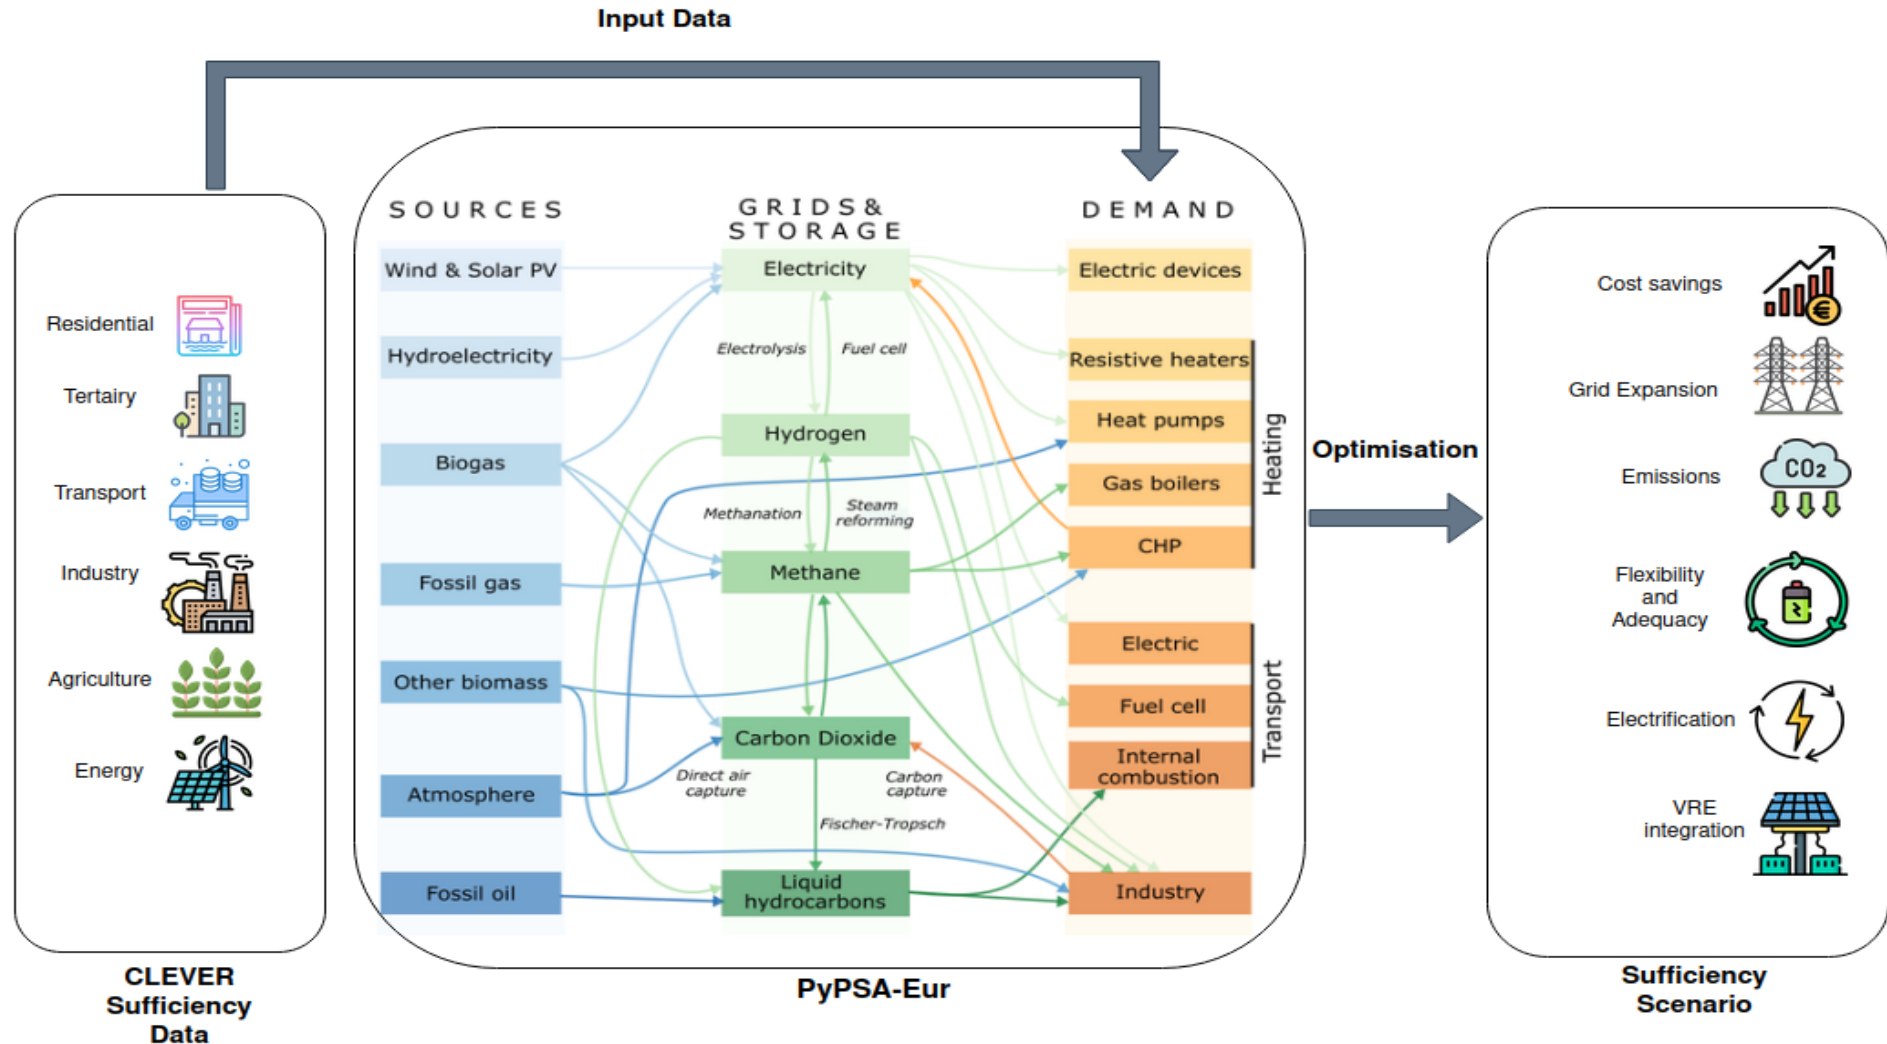 Input Data
Residential
Tertairy
Transport
Industry
Agriculture
Energy
CLEVER
Sufficiency
Data
SOURCES
Wind & Solar PV
Hydroelectricity
Biogas
Fossil gas
Other biomass
Atmosphere
Fossil oil
GRIDS &
STORAGE
Electricity
Electrolysis
Fuel cell
Hydrogen
Methanation
Steam
reforming
Methane
Carbon Dioxide
Direct air
capture
Carbon
capture
Fischer-Tropsch
Liquid
hydrocarbons
DEMAND
Electric devices
Resistive heaters
Heat pumps
Gas boilers
CHP
Heating
Electric
Fuel cell
Internal
combustion
Transport
Industry
PyPSA-Eur
Optimisation
Cost savings
€
Grid Expansion
Emissions
CO2
Flexibility
and
Adequacy
Electrification
VRE
integration
Sufficiency
Scenario